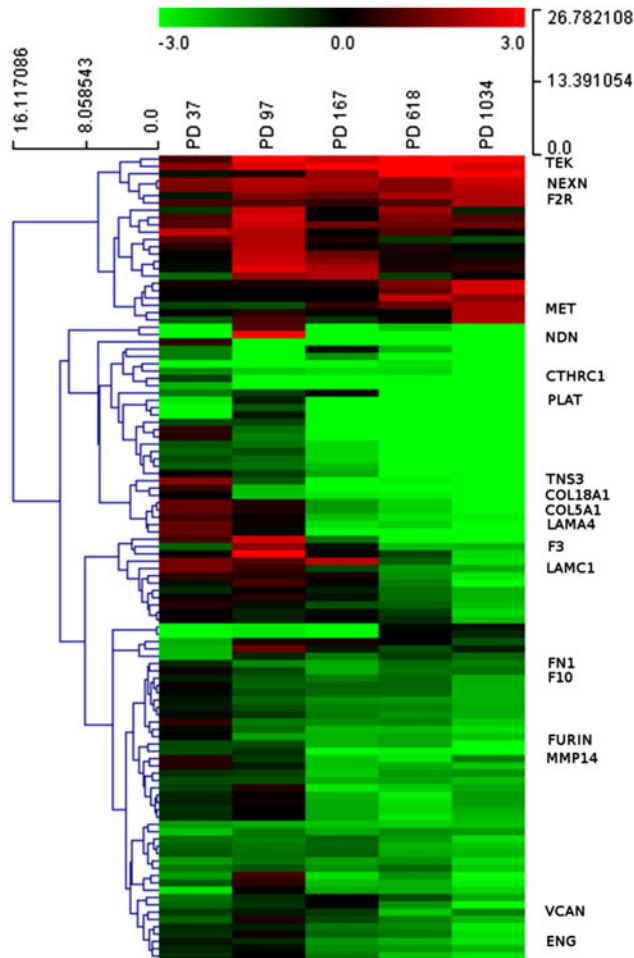 -3.0 0.0 3.0
26.782108
13.391054
0.0
16.117086
8.058543
0.0
PD 37
PD 97
PD 167
PD 618
PD 1034
TEK
NEXN
F2R
MET
NDN
CTHRC1
PLAT
TNS3
COL18A1
COL5A1
LAMA4
F3
LAMC1
FN1
F10
FURIN
MMP14
VCAN
ENG